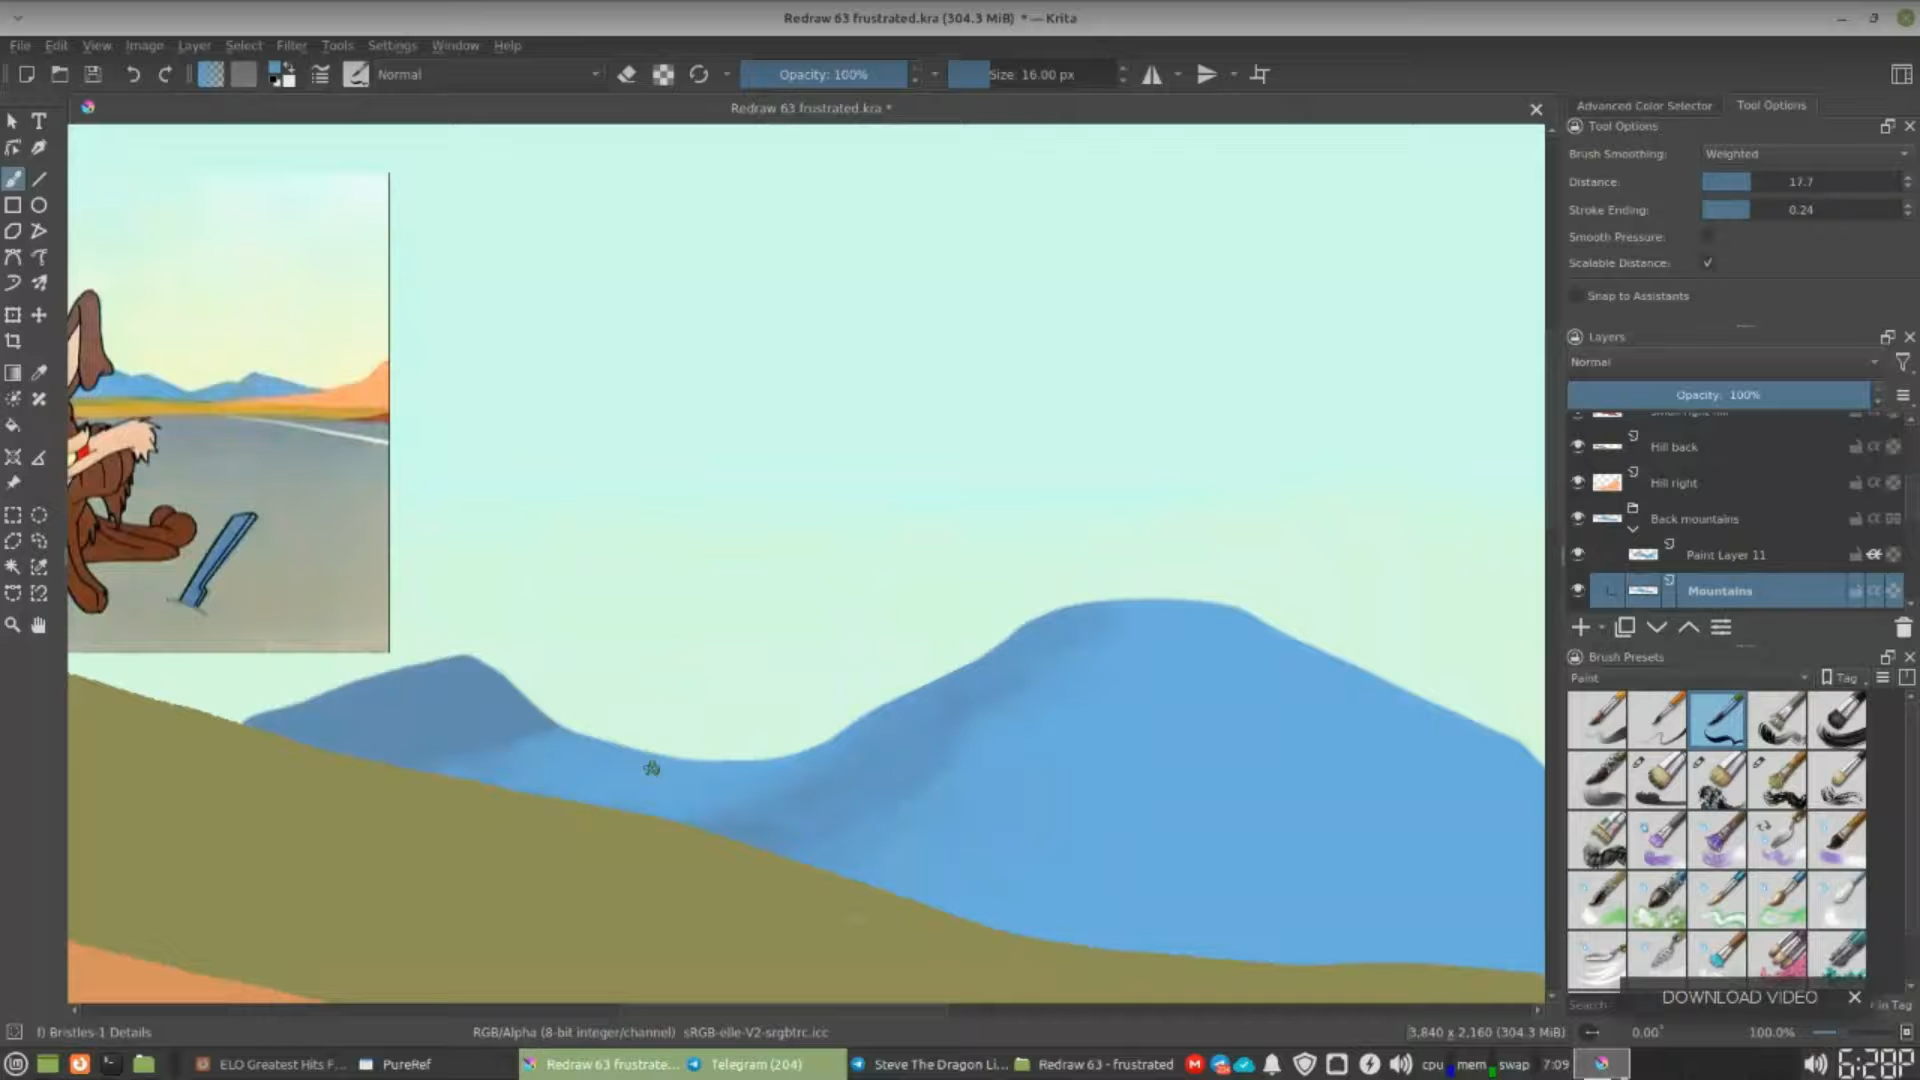 Redraw 63 frustrated.kra (304.3 MiB) * — Krita
File Edit View Image Layer Select Filter Tools Settings Window Help
Normal
Opacity: 100%
Size: 16.00 px
Redraw 63 frustrated.kra *
Advanced Color Selector
Tool Options
Tool Options
Brush Smoothing: Weighted
Distance: 17.7
Stroke Ending: 0.24
Smooth Pressure:
Scalable Distance: ✓
Snap to Assistants
Layers
Normal
Opacity: 100%
Hill back
Hill right
Back mountains
Paint Layer 11
Mountains
Brush Presets
Paint
Tag
Search
in Tag
DOWNLOAD VIDEO
f) Bristles-1 Details
RGB/Alpha (8-bit integer/channel) sRGB-elle-V2-srgbtrc.icc
3,840 x 2,160 (304.3 MiB)
0.00°
100.0%
ELO Greatest Hits F...
PureRef
Redraw 63 frustrate...
Telegram (204)
Steve The Dragon Li...
Redraw 63 - frustrated
cpu mem swap 7:09
6:28P